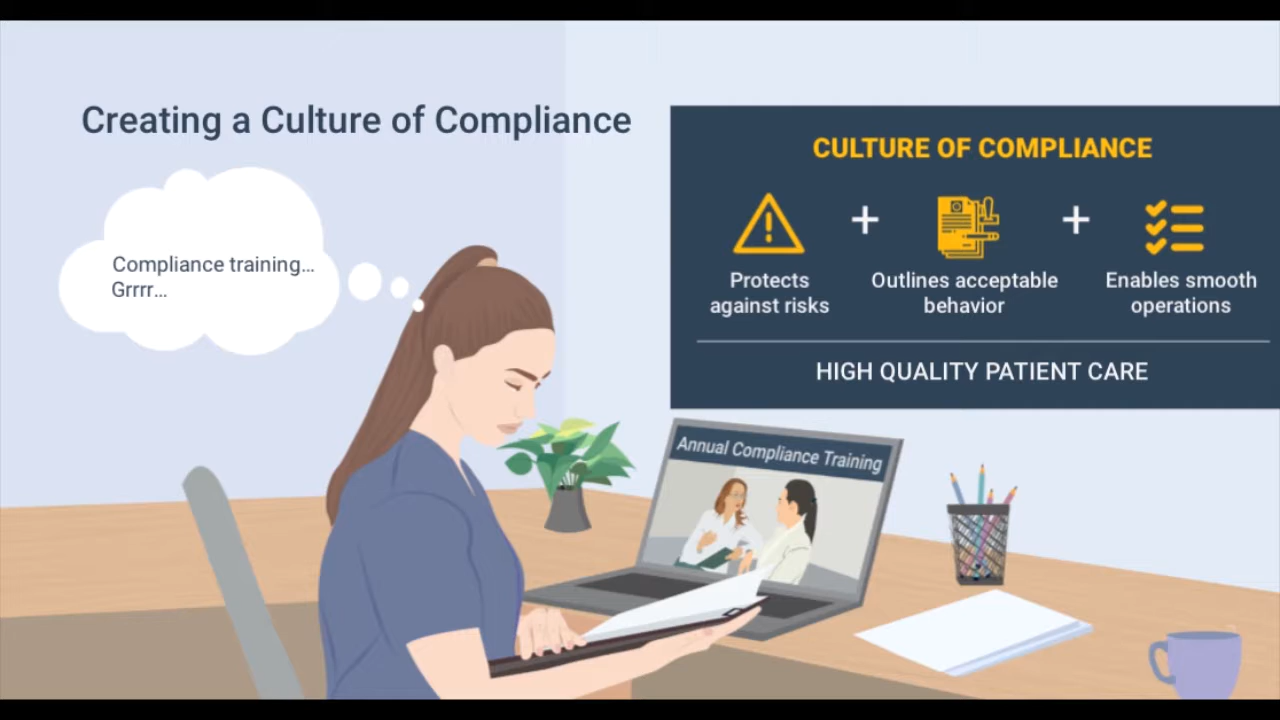 Creating a Culture of Compliance
Compliance training...
Grrrr...
CULTURE OF COMPLIANCE
+
+
Protects
against risks
Outlines acceptable
behavior
Enables smooth
operations
HIGH QUALITY PATIENT CARE
Annual Compliance Training